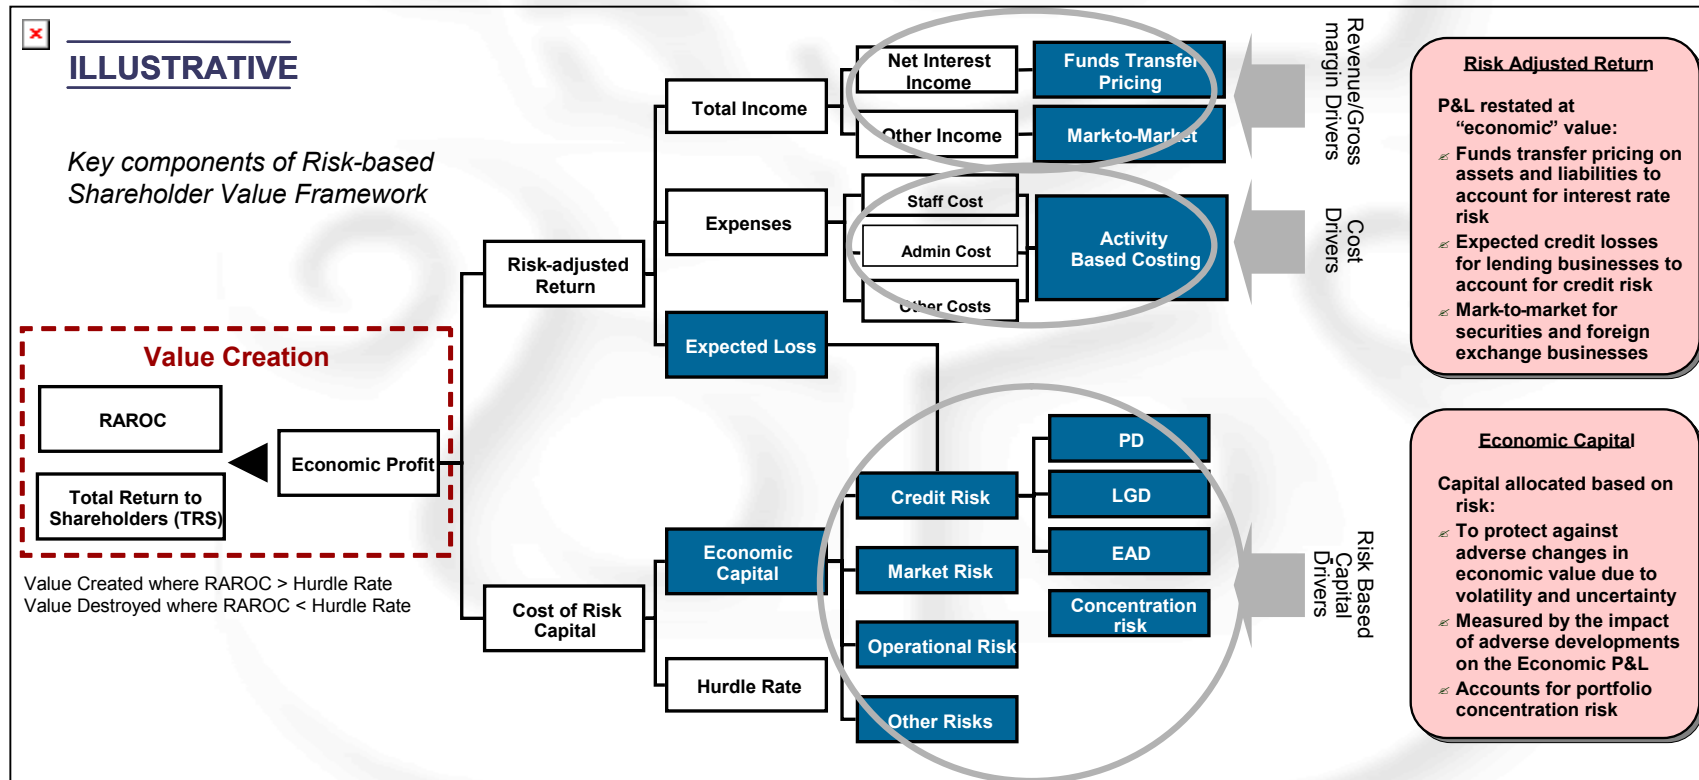 ILLUSTRATIVE
Key components of Risk-based
Shareholder Value Framework
Value Creation
RAROC
Total Return to
Shareholders (TRS)
Economic Profit
Value Created where RAROC > Hurdle Rate
Value Destroyed where RAROC < Hurdle Rate
Risk-adjusted
Return
Cost of Risk
Capital
Total Income
Expenses
Expected Loss
Economic
Capital
Hurdle Rate
Net Interest
Income
Other Income
Staff Cost
Admin Cost
Other Costs
Credit Risk
Market Risk
Operational Risk
Other Risks
Funds Transfer
Pricing
Mark-to-Market
Activity
Based Costing
PD
LGD
EAD
Concentration
risk
Revenue/Gross
margin Drivers
Cost
Drivers
Risk Based
Capital
Drivers
Risk Adjusted Return
P&L restated at
“economic” value:
Funds transfer pricing on
assets and liabilities to
account for interest rate
risk
Expected credit losses
for lending businesses to
account for credit risk
Mark-to-market for
securities and foreign
exchange businesses
Economic Capital
Capital allocated based on
risk:
To protect against
adverse changes in
economic value due to
volatility and uncertainty
Measured by the impact
of adverse developments
on the Economic P&L
Accounts for portfolio
concentration risk